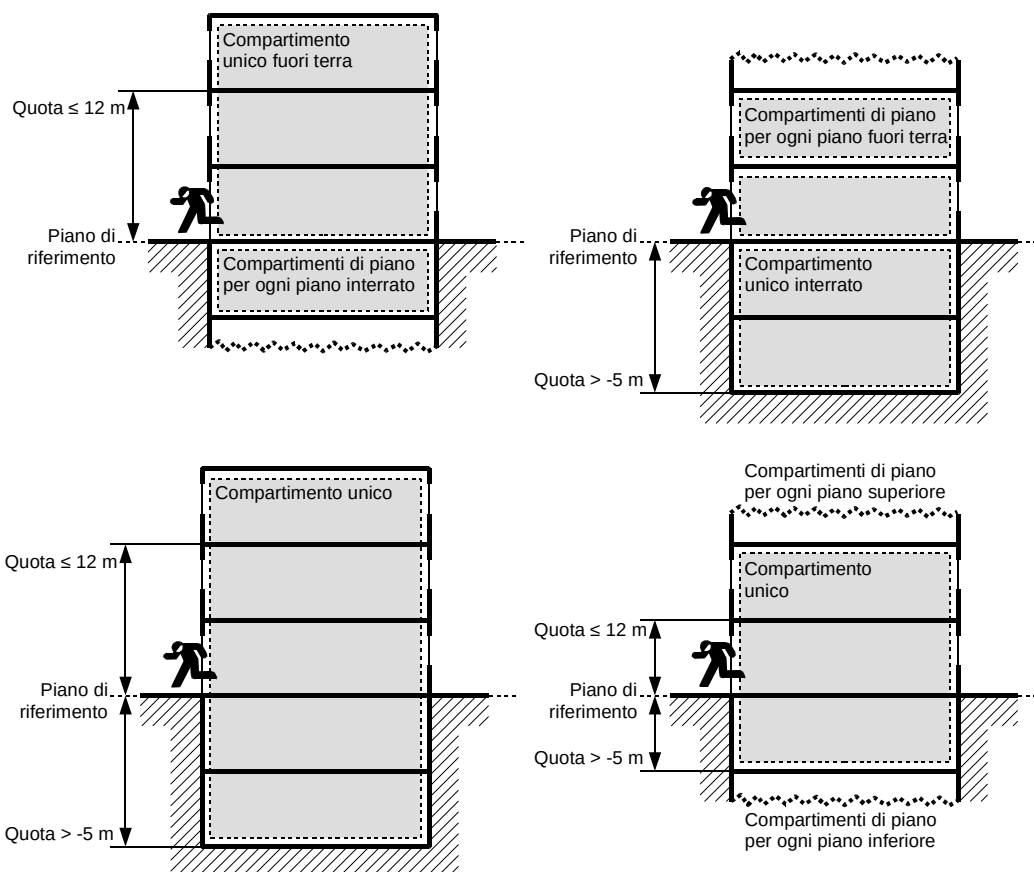 Compartimento
unico fuori terra
Quota ≤ 12 m
Piano di
riferimento
Compartimenti di piano
per ogni piano interrato
Compartimenti di piano
per ogni piano fuori terra
Piano di
riferimento
Compartimento
unico interrato
Quota > -5 m
Compartimento unico
Quota ≤ 12 m
Piano di
riferimento
Quota > -5 m
Compartimenti di piano
per ogni piano superiore
Compartimento
unico
Quota ≤ 12 m
Piano di
riferimento
Quota > -5 m
Compartimenti di piano
per ogni piano inferiore